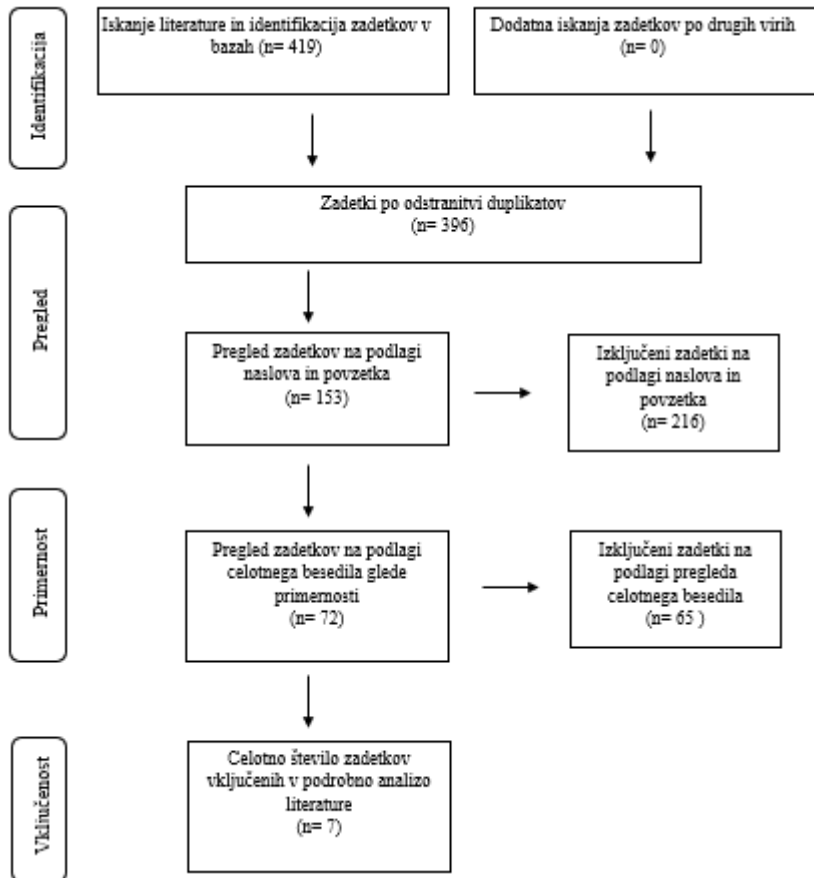 Identifikacija
Iskanje literature in identifikacija zadetkov v
bazah (n= 419)
Dodatna iskanja zadetkov po drugih virih
(n= 0)
Pregled
Zadetki po odstranitvi duplikatov
(n= 396)
Pregled zadetkov na podlagi
naslova in povzetka
(n= 153)
Izključeni zadetki na
podlagi naslova in
povzetka
(n= 216)
Primernost
Pregled zadetkov na podlagi
celotnega besedila glede
primernosti
(n= 72)
Izključeni zadetki na
podlagi pregleda
celotnega besedila
(n= 65 )
Vključenost
Celotno število zadetkov
vključenih v podrobno analizo
literature
(n= 7)